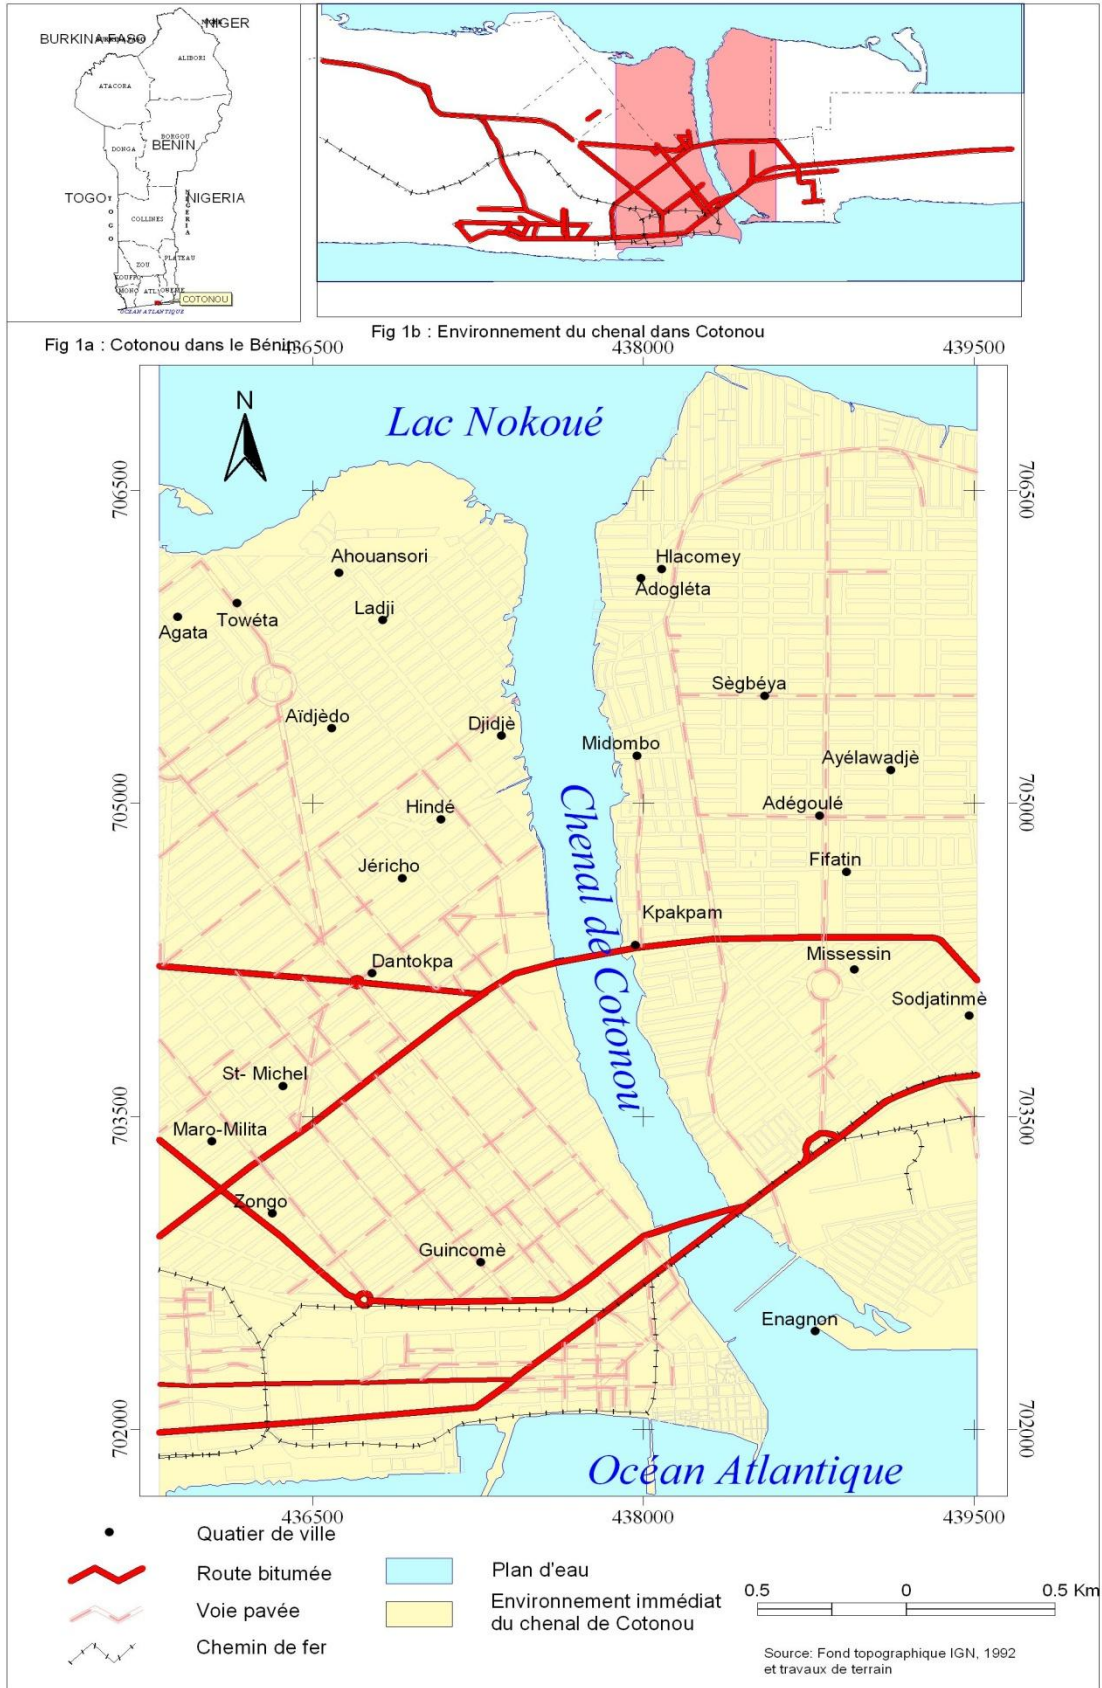 NIGER
BURKINA FASO
ALIBORI
ATACORA
BORGOU
BENIN
DONGA
TOGO
TOGO
NIGERIA
NIGERIA
COLLINES
PLATEAU
ZOU
KOUFFO
MONO
ATL
OUEME
COTONOU
OCEAN ATLANTIQUE
Fig 1a : Cotonou dans le Bénin
Fig 1b : Environnement du chenal dans Cotonou
436500
438000
439500
N
Lac Nokoué
706500
706500
Ahouansori
Hlacomey
Adogléta
Towéta
Ladji
Agata
Sègbéya
Aïdjèdo
Djidjè
Midombo
Ayélawadjè
705000
705000
Hindé
Adégoulé
Chenal de Cotonou
Jéricho
Fifatin
Kpakpam
Dantokpa
Missessin
Sodjatinmè
St- Michel
703500
703500
Maro-Milita
Zongo
Guincomè
Enagnon
702000
702000
Océan Atlantique
436500
438000
439500
Quatier de ville
Route bitumée
Voie pavée
Chemin de fer
Plan d'eau
Environnement immédiat
du chenal de Cotonou
0.5
0
0.5 Km
Source: Fond topographique IGN, 1992
et travaux de terrain